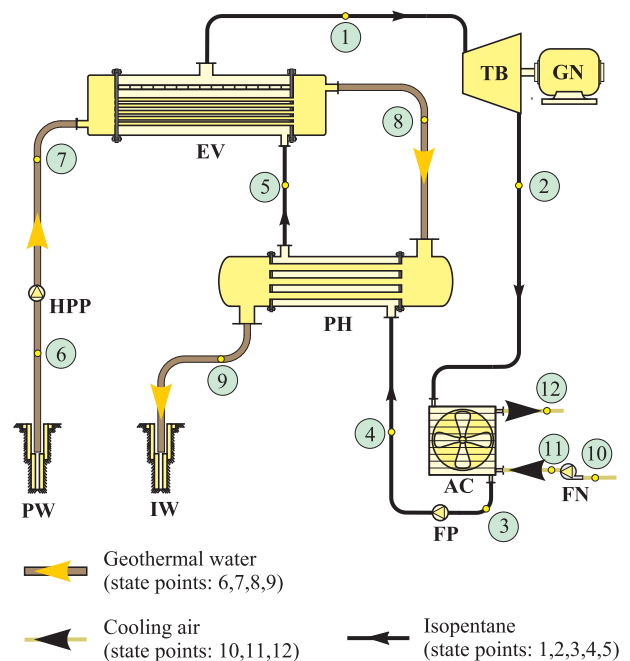 1
TB
GN
8
7
EV
5
2
HPP
PH
6
9
12
4
11
10
AC
FN
PW
IW
FP
3
Geothermal water
(state points: 6,7,8,9)
Cooling air
(state points: 10,11,12)
Isopentane
(state points: 1,2,3,4,5)